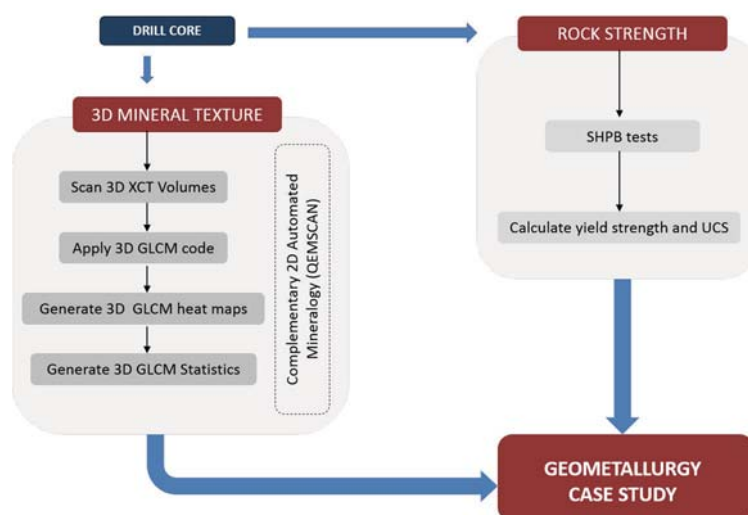 DRILL CORE
ROCK STRENGTH
3D MINERAL TEXTURE
SHPB tests
Scan 3D XCT Volumes
Apply 3D GLCM code
Calculate yield strength and UCS
Generate 3D GLCM heat maps
Generate 3D GLCM Statistics
Complementary 2D Automated
Mineralogy (QEMSCAN)
GEOMETALLURGY
CASE STUDY